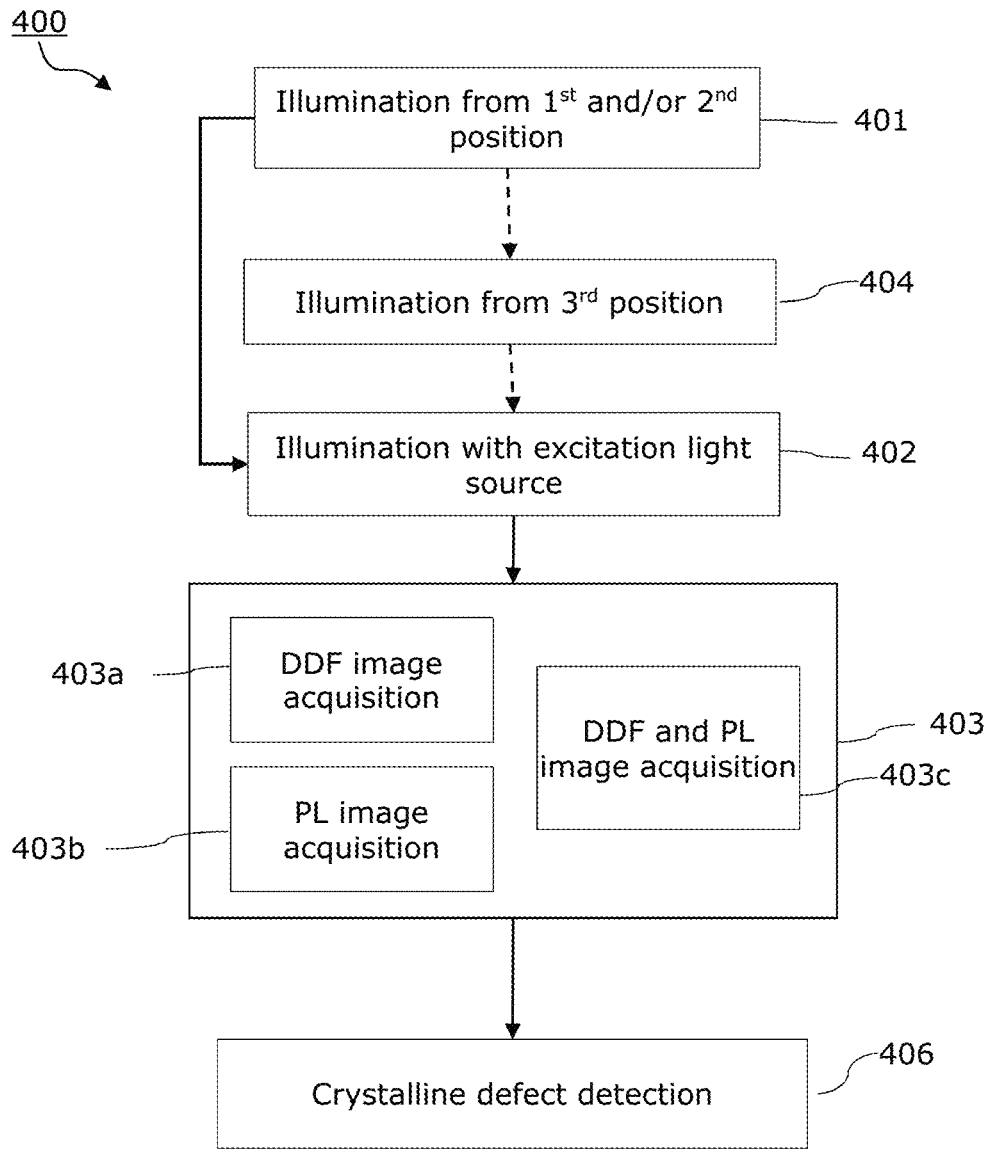 400
Illumination from 1st and/or 2nd
position
401
Illumination from 3rd position
404
Illumination with excitation light
source
402
403a
DDF image
acquisition
403b
PL image
acquisition
DDF and PL
image acquisition
403
403c
Crystalline defect detection
406